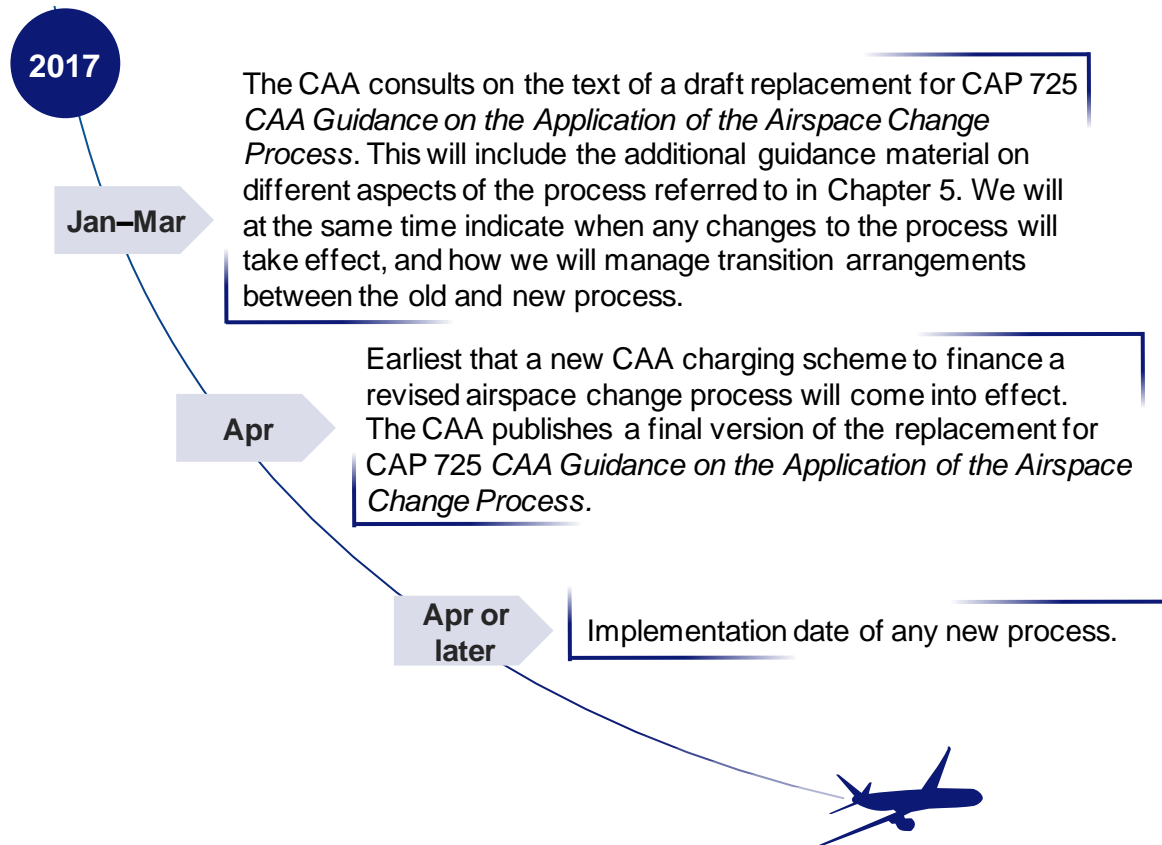 2017
The CAA consults on the text of a draft replacement for CAP 725
CAA Guidance on the Application of the Airspace Change
Process. This will include the additional guidance material on
different aspects of the process referred to in Chapter 5. We will
at the same time indicate when any changes to the process will
take effect, and how we will manage transition arrangements
between the old and new process.
Jan–Mar
Earliest that a new CAA charging scheme to finance a
revised airspace change process will come into effect.
The CAA publishes a final version of the replacement for
CAP 725 CAA Guidance on the Application of the Airspace
Change Process.
Apr
Apr or
later
Implementation date of any new process.